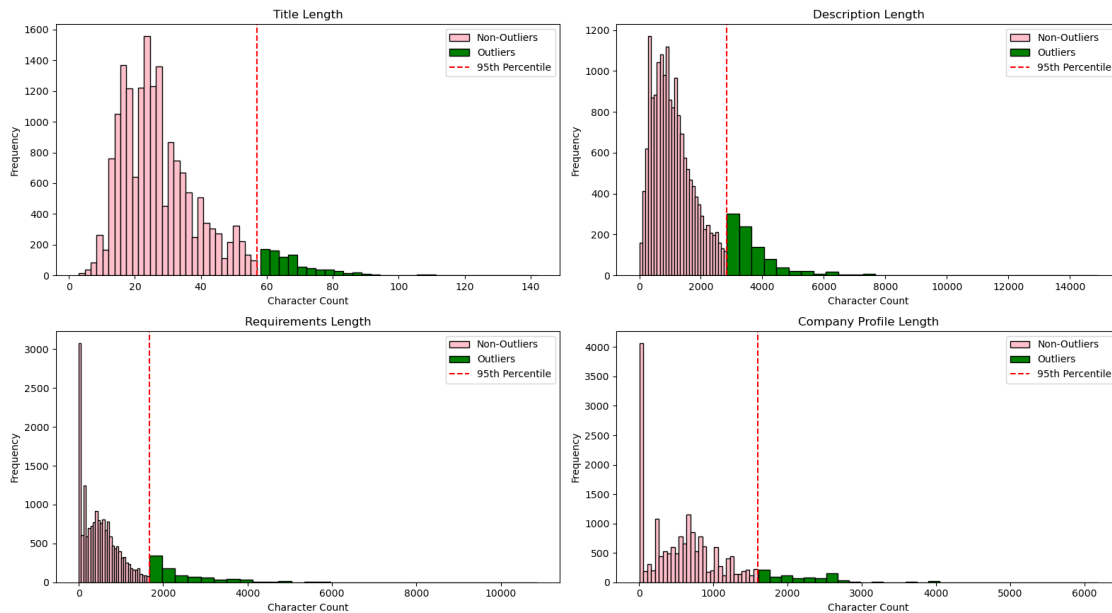 Title Length
Frequency
1600
1400
1200
1000
800
600
400
200
0
Non-Outliers
Outliers
95th Percentile
0 20 40 60 80 100 120 140
Character Count
Description Length
Frequency
1200
1000
800
600
400
200
0
Non-Outliers
Outliers
95th Percentile
0 2000 4000 6000 8000 10000 12000 14000
Character Count
Requirements Length
Frequency
3000
2500
2000
1500
1000
500
0
Non-Outliers
Outliers
95th Percentile
0 2000 4000 6000 8000 10000
Character Count
Company Profile Length
Frequency
4000
3500
3000
2500
2000
1500
1000
500
0
Non-Outliers
Outliers
95th Percentile
0 1000 2000 3000 4000 5000 6000
Character Count